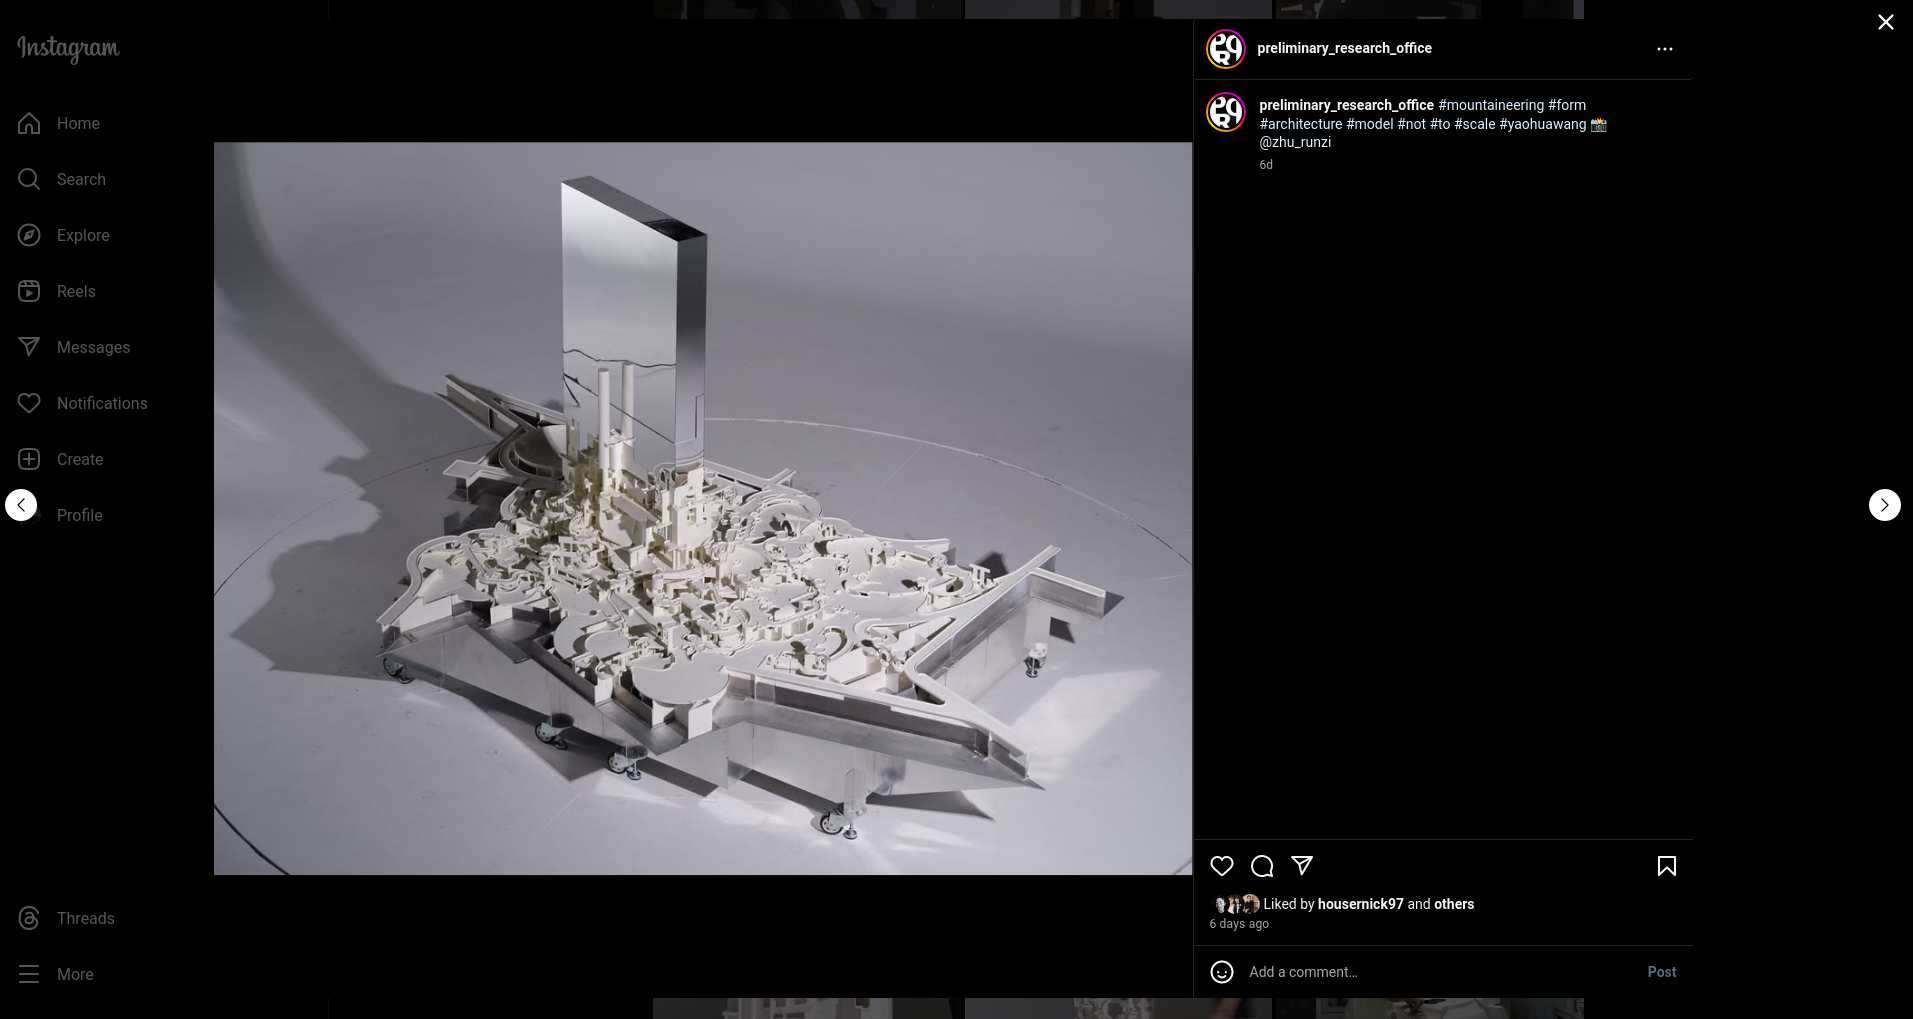 Instagram
Home
Search
Explore
Reels
Messages
Notifications
Create
Profile
Threads
More
preliminary_research_office
preliminary_research_office #mountaineering #form
#architecture #model #not #to #scale #yaohuawang 📸
@zhu_runzi
6d
Liked by housernick97 and others
6 days ago
Add a comment...
Post